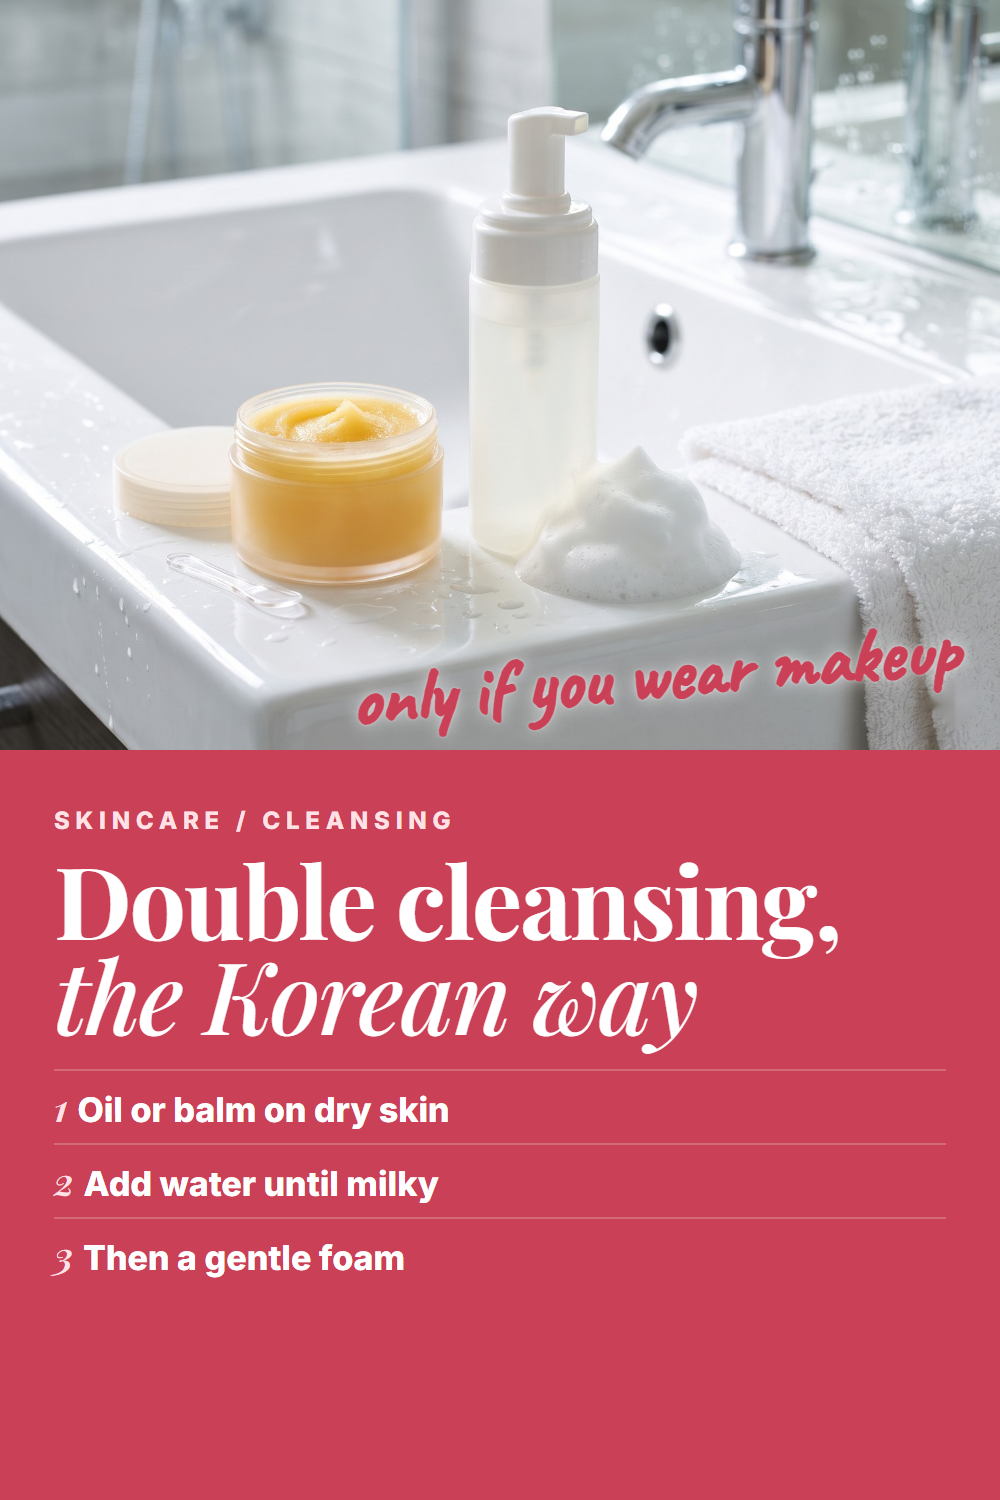 only if you wear makeup
SKINCARE / CLEANSING
Double cleansing,
the Korean way
1 Oil or balm on dry skin
2 Add water until milky
3 Then a gentle foam